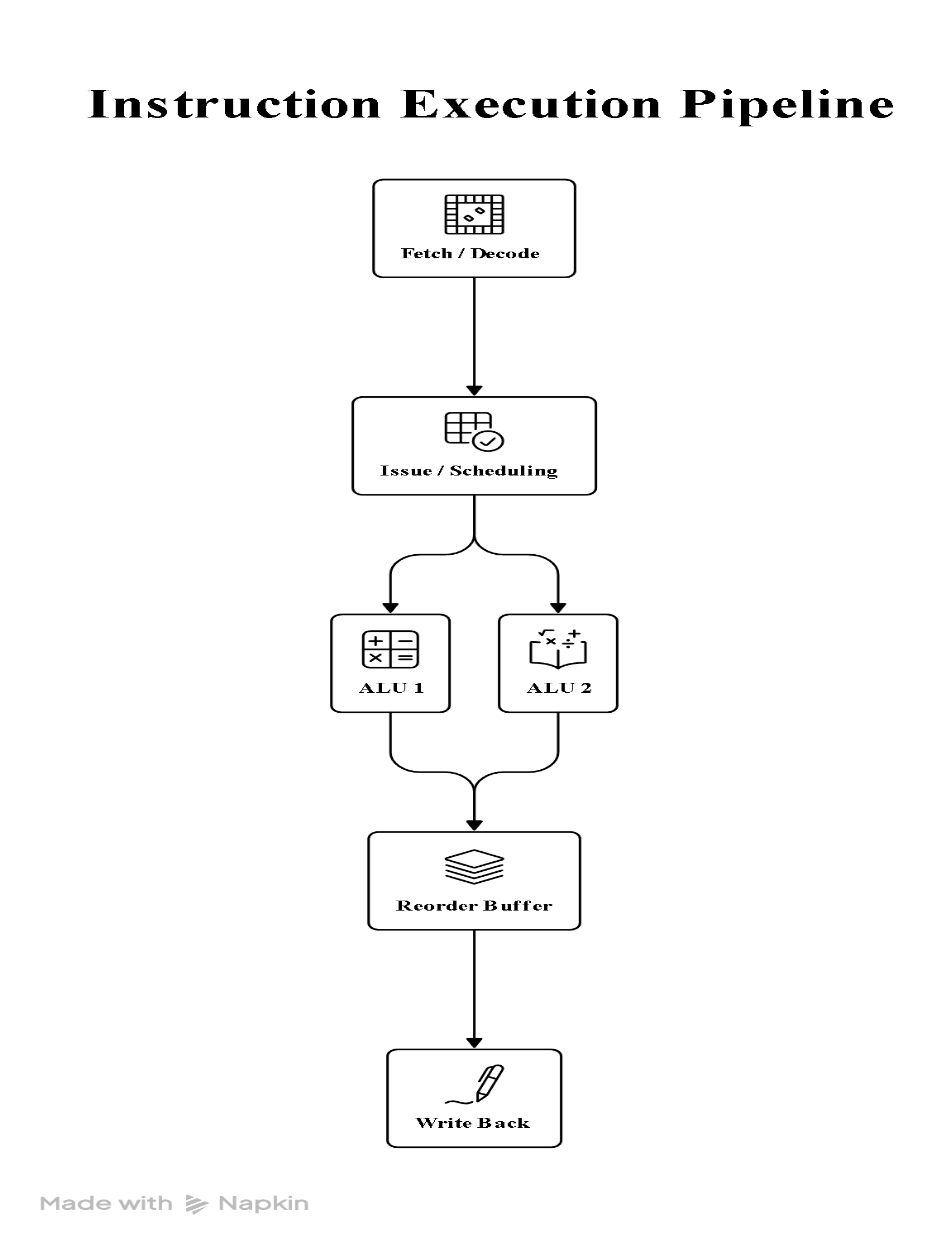 Instruction Execution Pipeline
Fetch / Decode
Issue / Scheduling
ALU 1
ALU 2
Reorder Buffer
Write Back
Made with Napkin